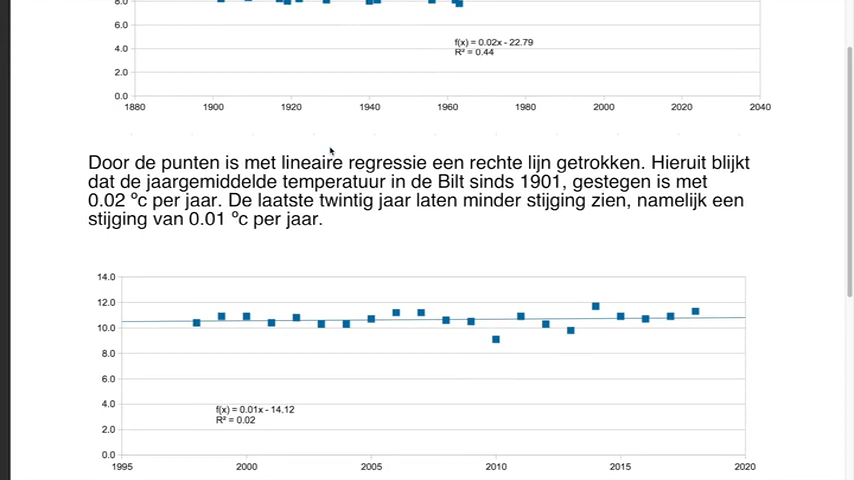 8.0
6.0
4.0
2.0
0.0
f(x) = 0.02x - 22.79
R² = 0.44
1880 1900 1920 1940 1960 1980 2000 2020 2040
Door de punten is met lineaire regressie een rechte lijn getrokken. Hieruit blijkt
dat de jaargemiddelde temperatuur in de Bilt sinds 1901, gestegen is met
0.02 ºc per jaar. De laatste twintig jaar laten minder stijging zien, namelijk een
stijging van 0.01 ºc per jaar.
14.0
12.0
10.0
8.0
6.0
4.0
2.0
0.0
f(x) = 0.01x - 14.12
R² = 0.02
1995 2000 2005 2010 2015 2020